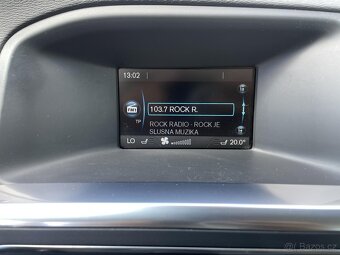 13:02
103.7 ROCK R.
FM1
TP
ROCK RADIO - ROCK JE
SLUSNA MUZIKA
LO
20.0°